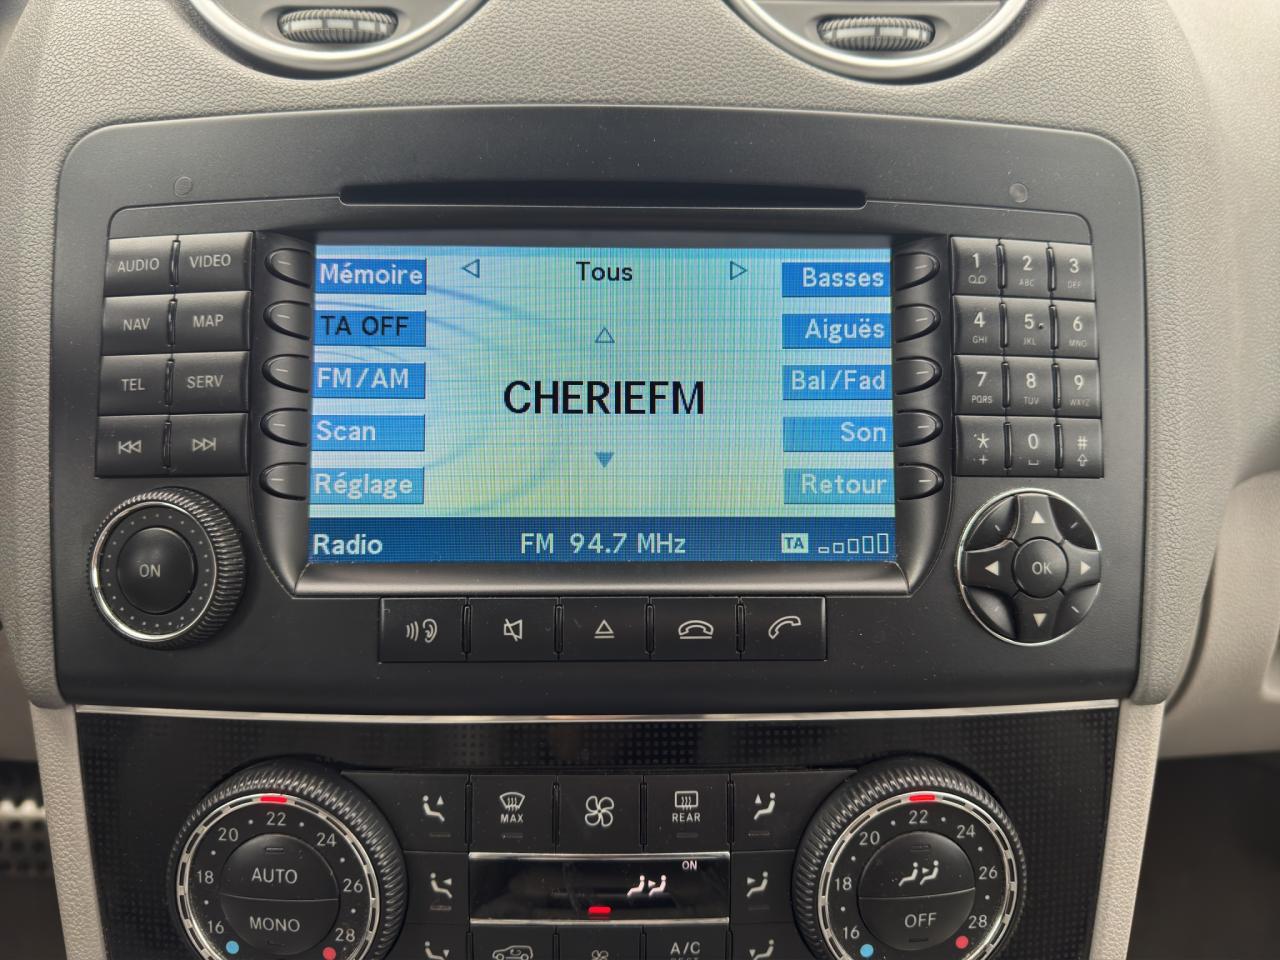 AUDIO
VIDEO
NAV
MAP
TEL
SERV
ON
Mémoire
Tous
Basses
TA OFF
Aiguës
FM/AM
CHERIEFM
Bal/Fad
Scan
Son
Réglage
Retour
Radio
FM 94.7 MHz
TA
1
2
ABC
3
DEF
4
GHI
5
JKL
6
MNO
7
PQRS
8
TUV
9
WXYZ
*
+
0
#
OK
MAX
REAR
ON
16
18
20
22
24
26
28
AUTO
MONO
16
18
20
22
24
26
28
OFF
A/C